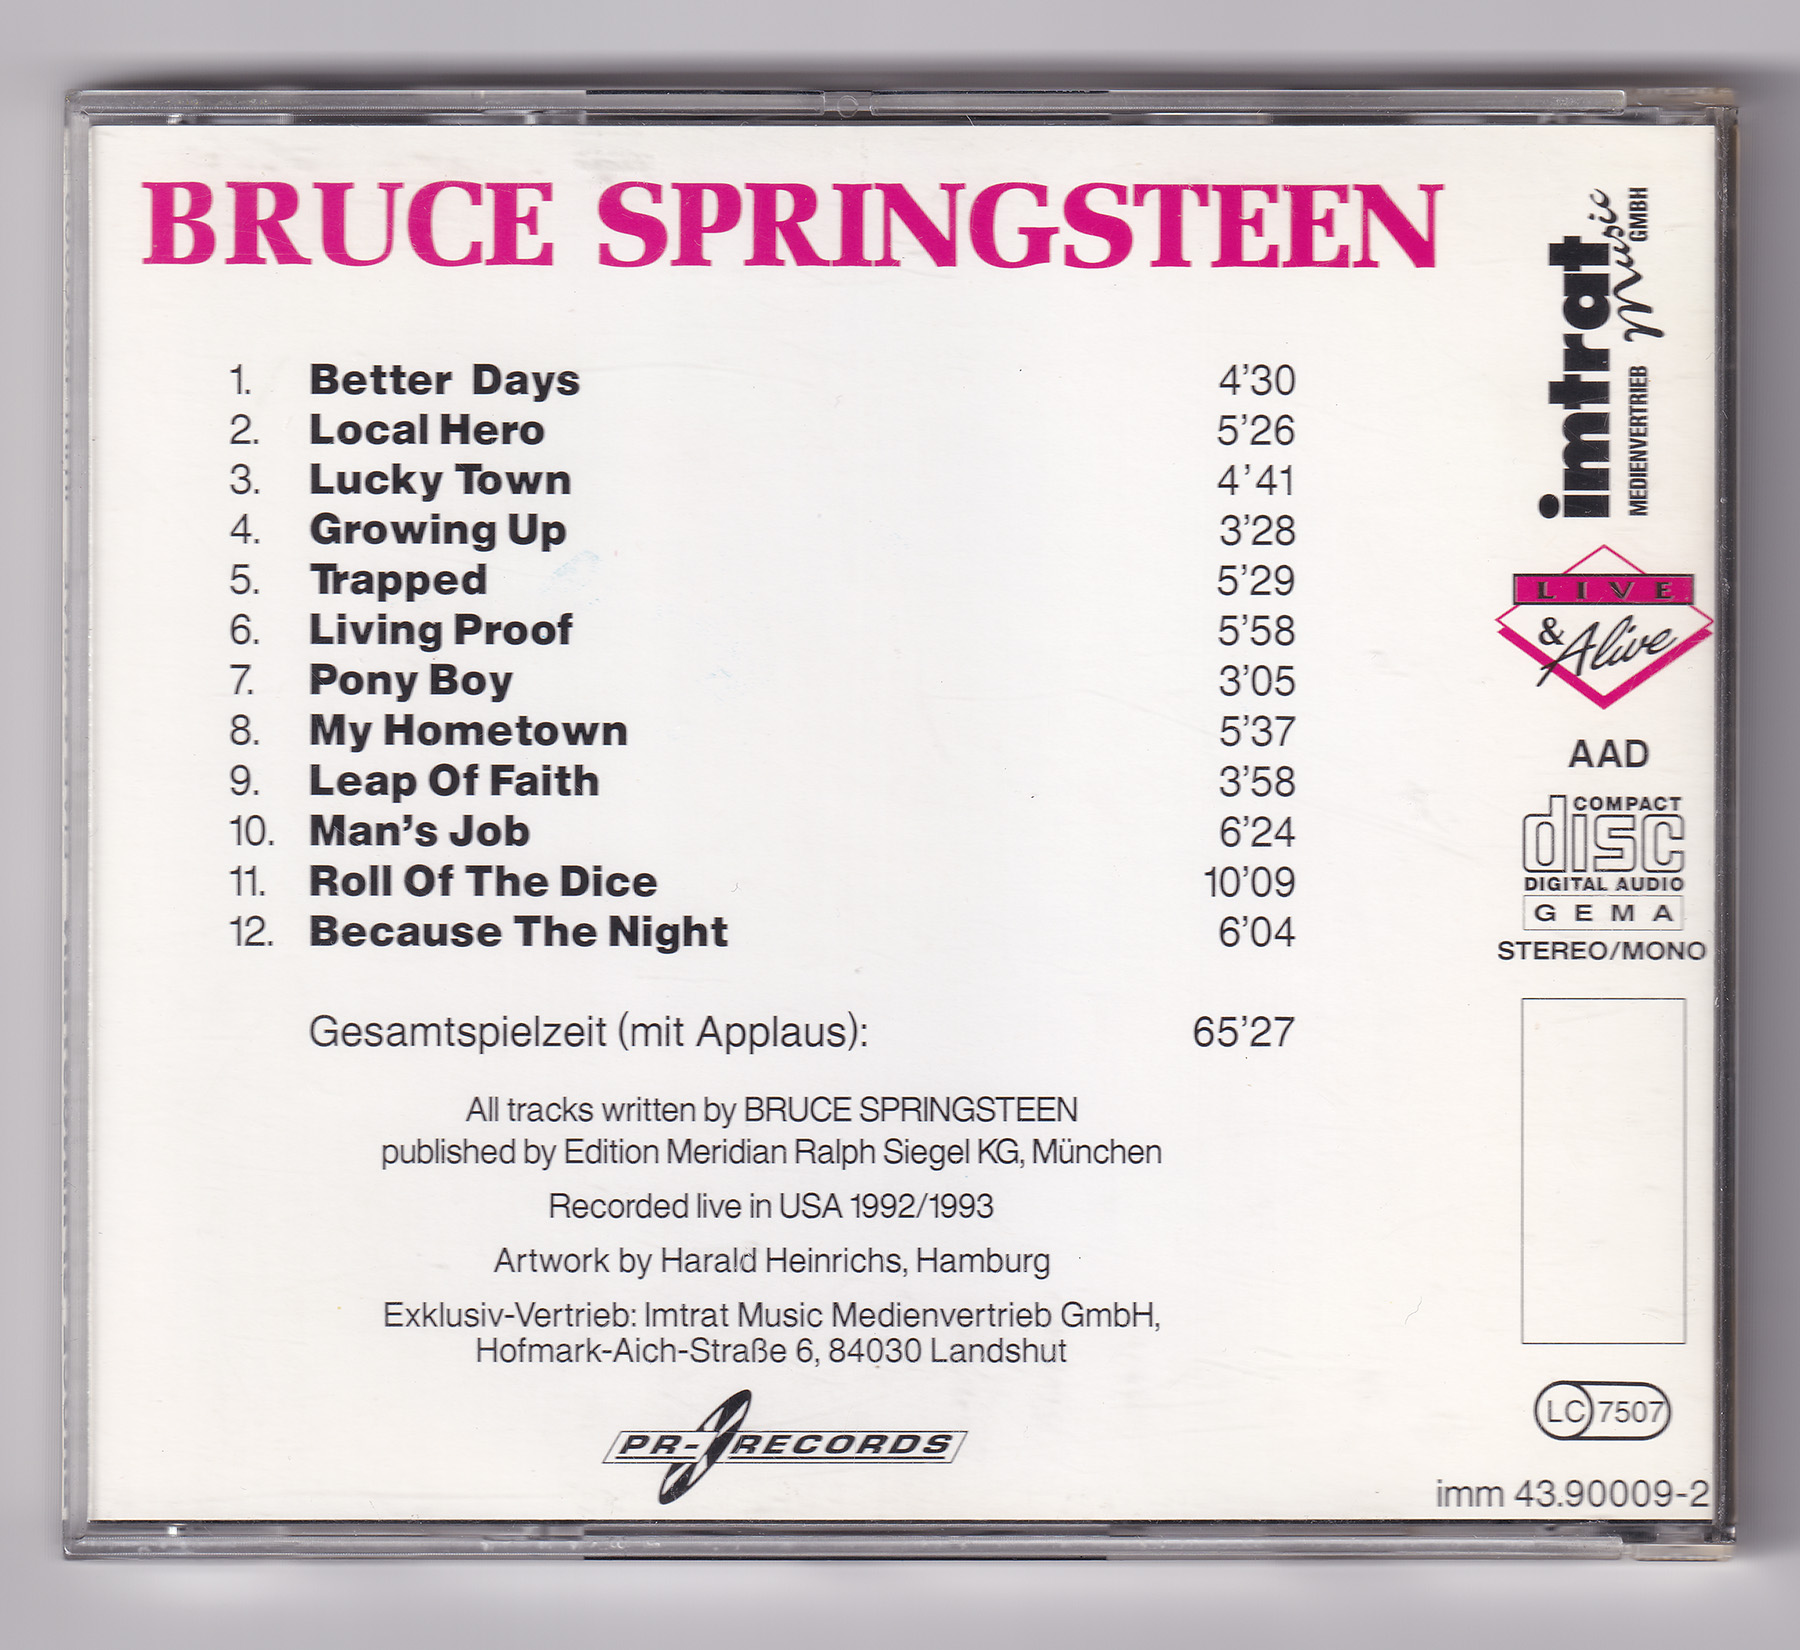 BRUCE SPRINGSTEEN
1. Better Days 4'30
2. Local Hero 5'26
3. Lucky Town 4'41
4. Growing Up 3'28
5. Trapped 5'29
6. Living Proof 5'58
7. Pony Boy 3'05
8. My Hometown 5'37
9. Leap Of Faith 3'58
10. Man's Job 6'24
11. Roll Of The Dice 10'09
12. Because The Night 6'04
Gesamtspielzeit (mit Applaus): 65'27
All tracks written by BRUCE SPRINGSTEEN
published by Edition Meridian Ralph Siegel KG, München
Recorded live in USA 1992/1993
Artwork by Harald Heinrichs, Hamburg
Exklusiv-Vertrieb: Imtrat Music Medienvertrieb GmbH,
Hofmark-Aich-Straße 6, 84030 Landshut
PR-RECORDS
imtrat
MEDIENVERTRIEB music GMBH
LIVE
& Alive
AAD
COMPACT
disc
DIGITAL AUDIO
GEMA
STEREO/MONO
LC 7507
imm 43.90009-2